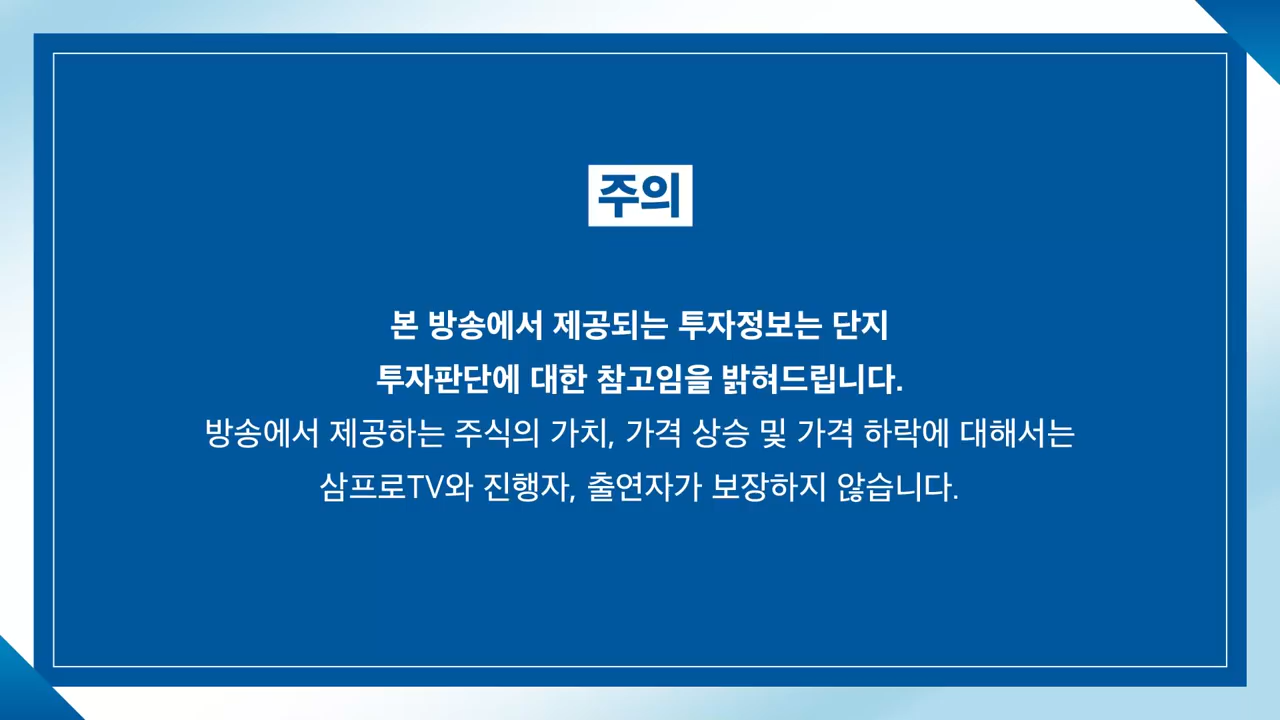 주의
본 방송에서 제공되는 투자정보는 단지
투자판단에 대한 참고임을 밝혀드립니다.
방송에서 제공하는 주식의 가치, 가격 상승 및 가격 하락에 대해서는
삼프로TV와 진행자, 출연자가 보장하지 않습니다.